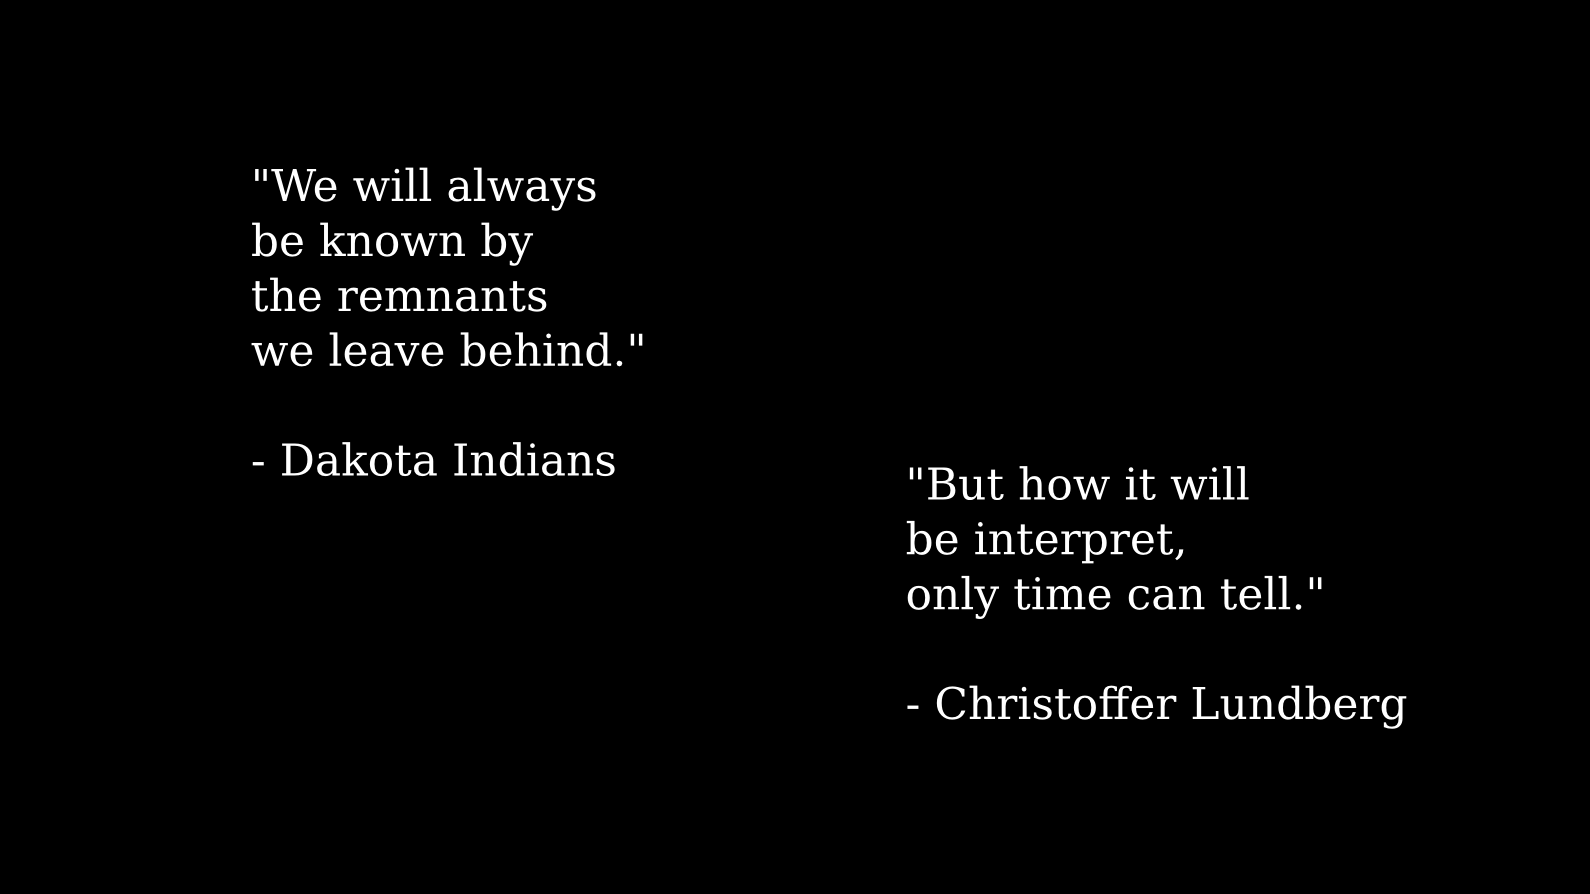 "We will always
be known by
the remnants
we leave behind."
- Dakota Indians
"But how it will
be interpret,
only time can tell."
- Christoffer Lundberg